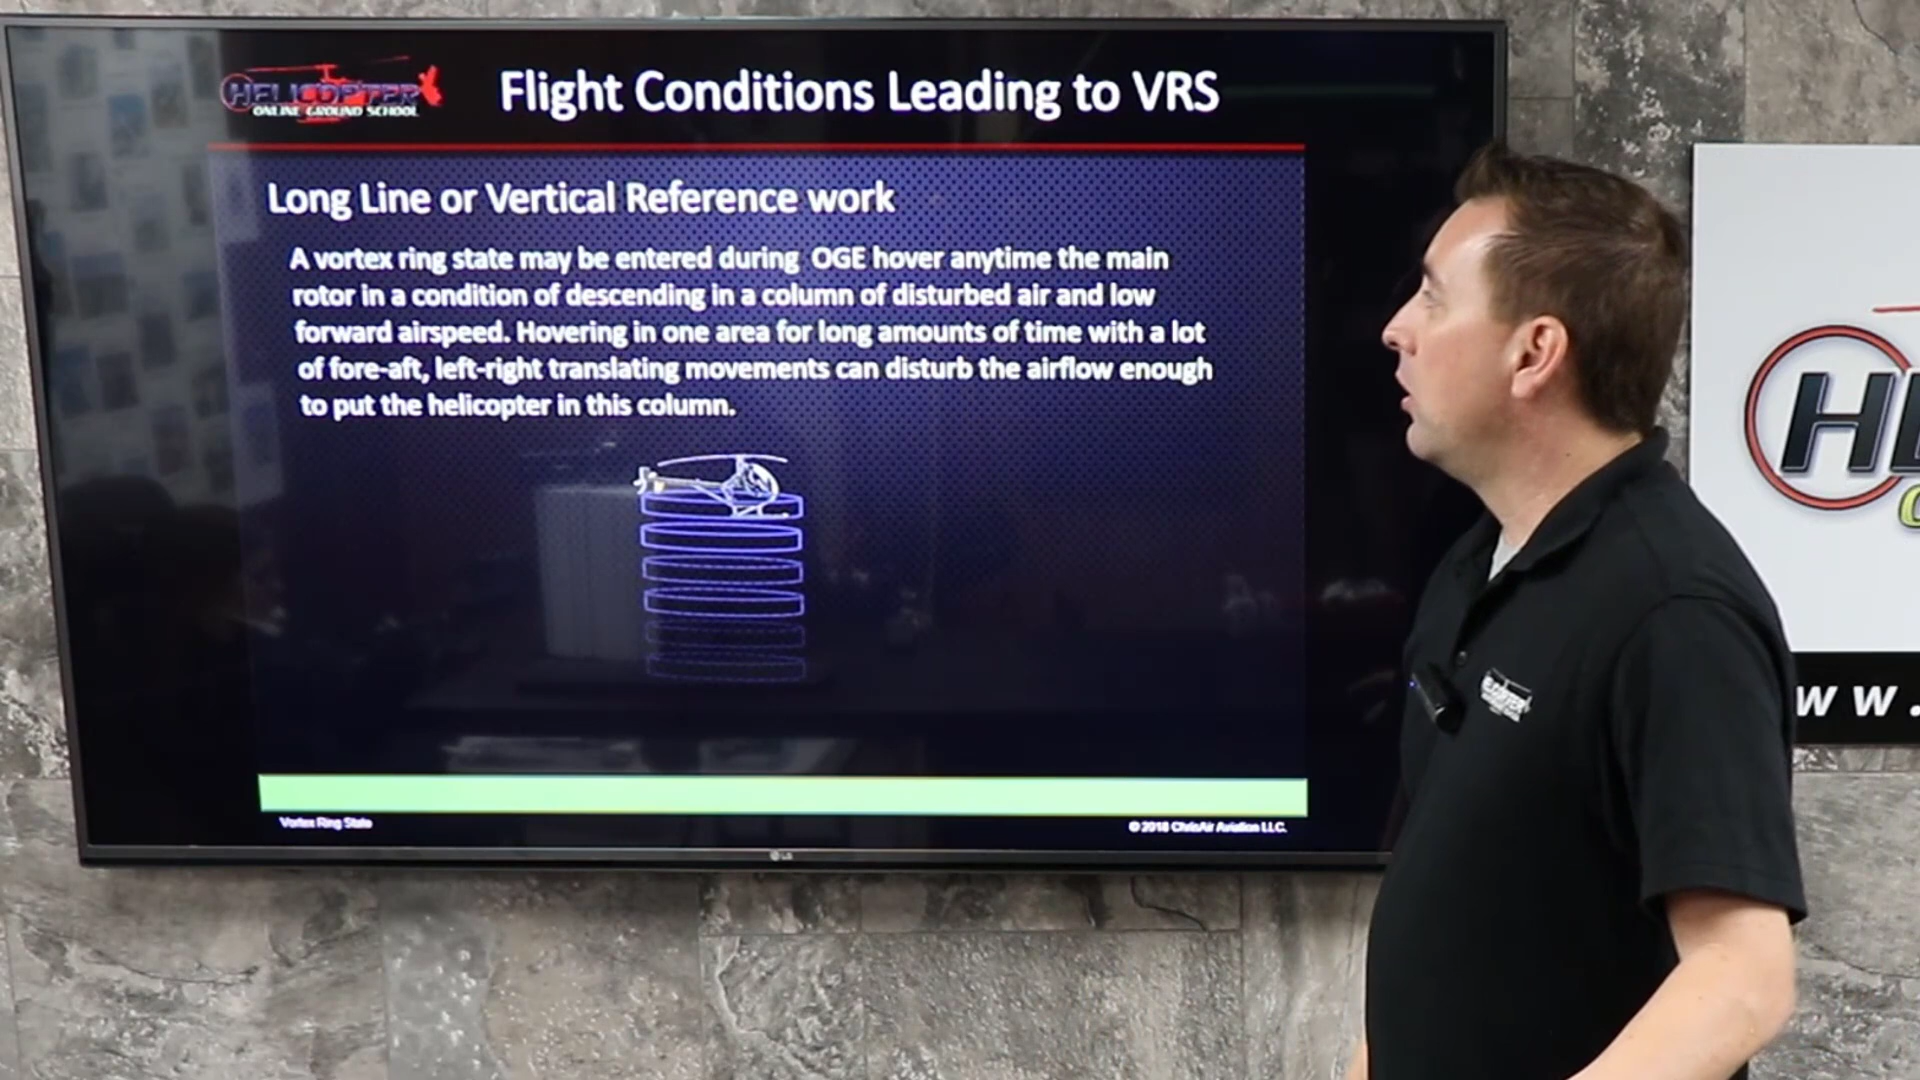 HELICOPTER
ONLINE GROUND SCHOOL
Flight Conditions Leading to VRS
Long Line or Vertical Reference work
A vortex ring state may be entered during OGE hover anytime the main
rotor in a condition of descending in a column of disturbed air and low
forward airspeed. Hovering in one area for long amounts of time with a lot
of fore-aft, left-right translating movements can disturb the airflow enough
to put the helicopter in this column.
Vortex Ring State
© 2018 ChrisAir Aviation LLC.
LG
HELICOPTER
WW.